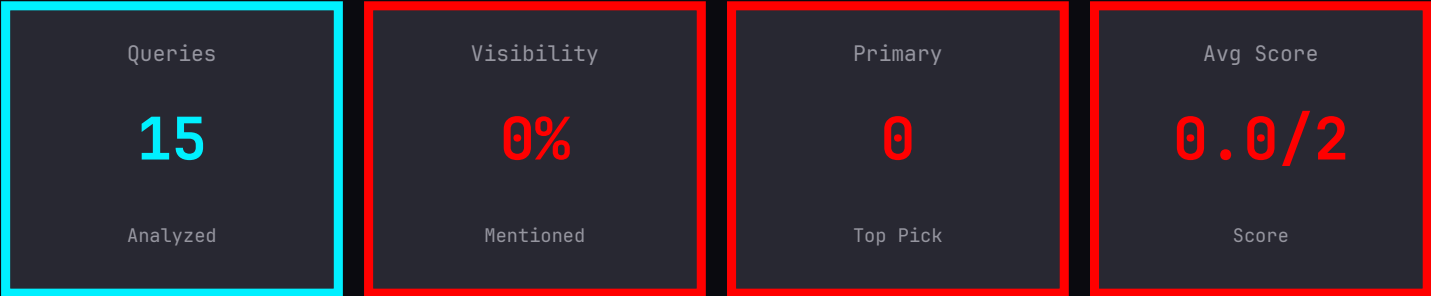 Queries
15
Analyzed
Visibility
0%
Mentioned
Primary
0
Top Pick
Avg Score
0.0/2
Score